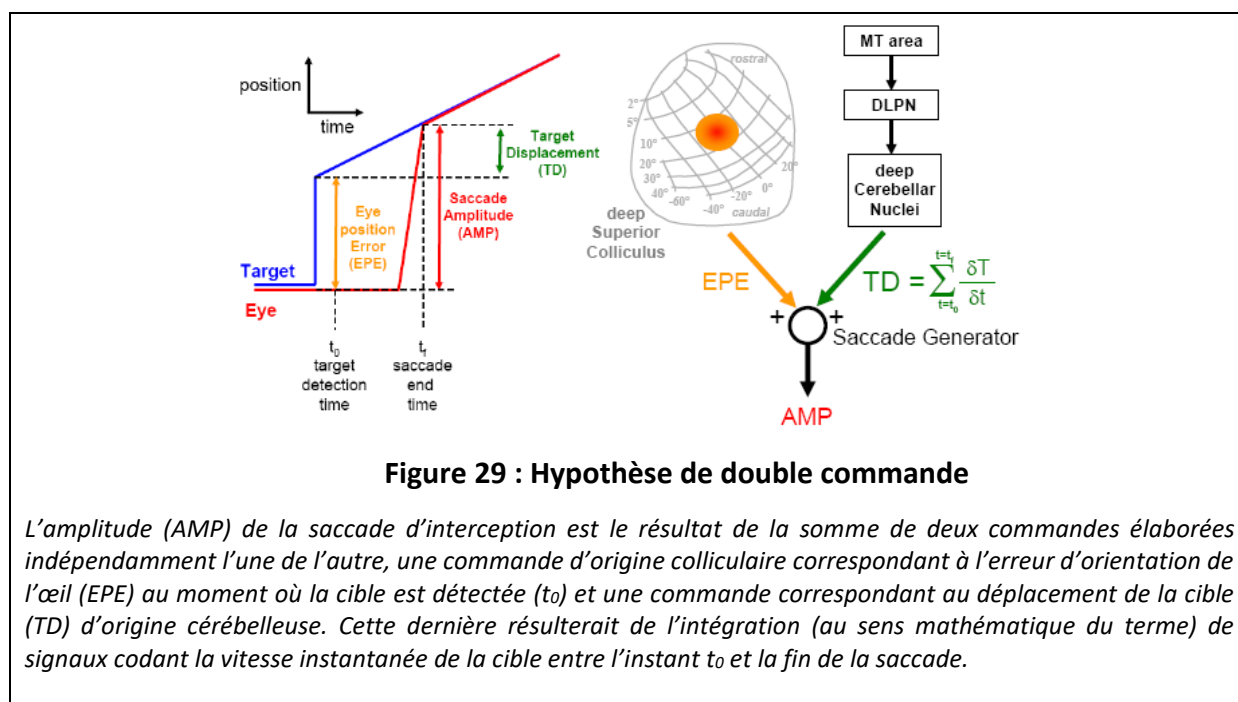 position
time
Target
Displacement
(TD)
Saccade
Amplitude
(AMP)
Eye
position
Error
(EPE)
Target
Eye
t0
target
detection
time
tf
saccade
end
time
rostral
2°
5°
10°
20°
30°
40°
-60°
-40°
-20°
0°
20°
caudal
deep
Superior
Colliculus
MT area
DLPN
deep
Cerebellar
Nuclei
EPE
TD = ∑ t=t0 t=tf δT/δt
+ +
Saccade Generator
AMP
Figure 29 : Hypothèse de double commande
L’amplitude (AMP) de la saccade d’interception est le résultat de la somme de deux commandes élaborées
indépendamment l’une de l’autre, une commande d’origine colliculaire correspondant à l’erreur d’orientation de
l’œil (EPE) au moment où la cible est détectée (t0) et une commande correspondant au déplacement de la cible
(TD) d’origine cérébelleuse. Cette dernière résulterait de l’intégration (au sens mathématique du terme) de
signaux codant la vitesse instantanée de la cible entre l’instant t0 et la fin de la saccade.